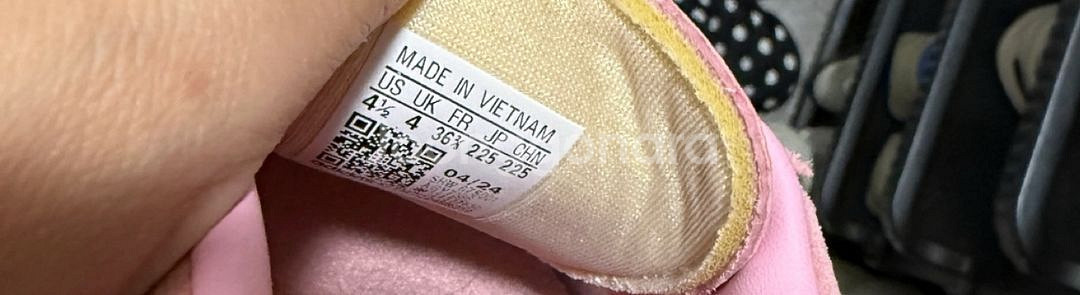 MADE IN VIETNAM
US UK FR JP CHN
4½ 4 36⅔ 225 225
04/24